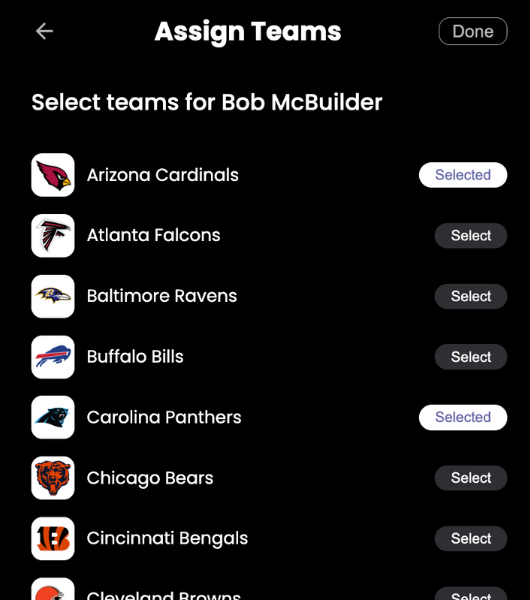 Assign Teams Done
Select teams for Bob McBuilder
Arizona Cardinals Selected
Atlanta Falcons Select
Baltimore Ravens Select
Buffalo Bills Select
Carolina Panthers Selected
Chicago Bears Select
Cincinnati Bengals Select
Cleveland Browns Select